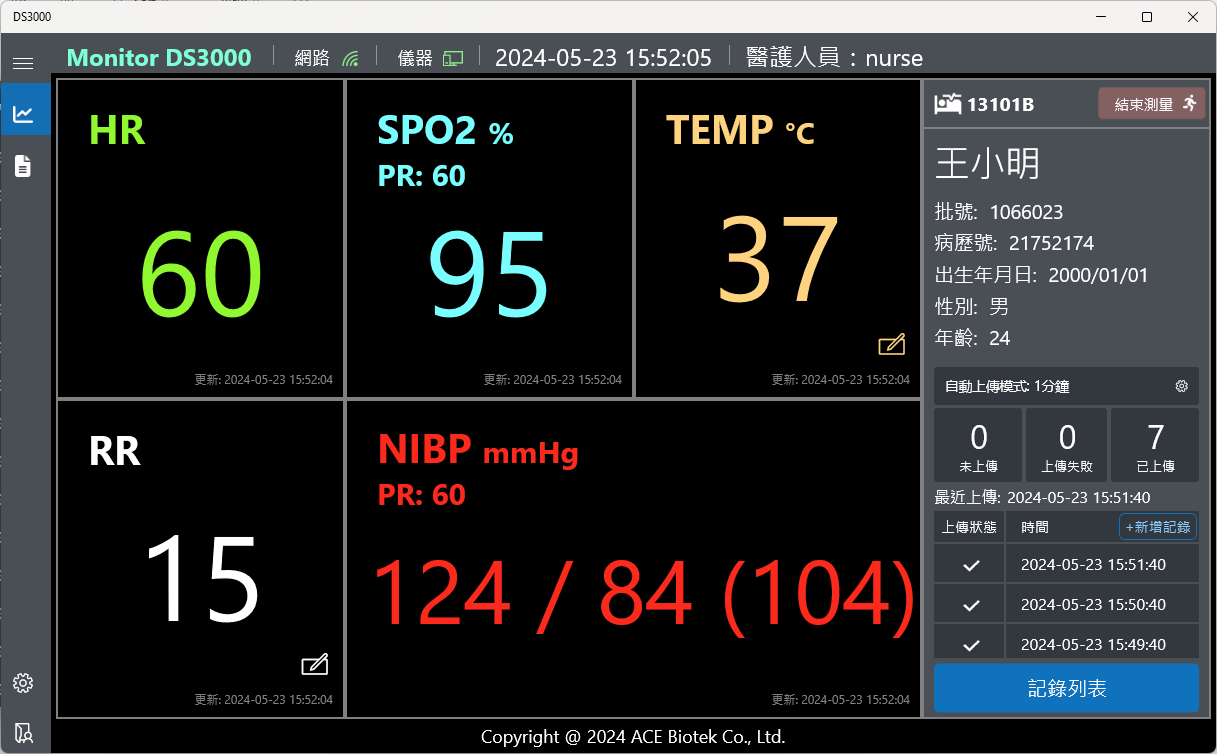 DS3000
Monitor DS3000 網路 儀器 2024-05-23 15:52:05 醫護人員：nurse
HR
60
更新: 2024-05-23 15:52:04
SPO2 %
PR: 60
95
更新: 2024-05-23 15:52:04
TEMP °C
37
更新: 2024-05-23 15:52:04
RR
15
更新: 2024-05-23 15:52:04
NIBP mmHg
PR: 60
124 / 84 (104)
更新: 2024-05-23 15:52:04
13101B 結束測量
王小明
批號: 1066023
病歷號: 21752174
出生年月日: 2000/01/01
性別: 男
年齡: 24
自動上傳模式: 1分鐘
0 0 7
未上傳 上傳失敗 已上傳
最近上傳: 2024-05-23 15:51:40
上傳狀態 時間 +新增記錄
2024-05-23 15:51:40
2024-05-23 15:50:40
2024-05-23 15:49:40
記錄列表
Copyright @ 2024 ACE Biotek Co., Ltd.